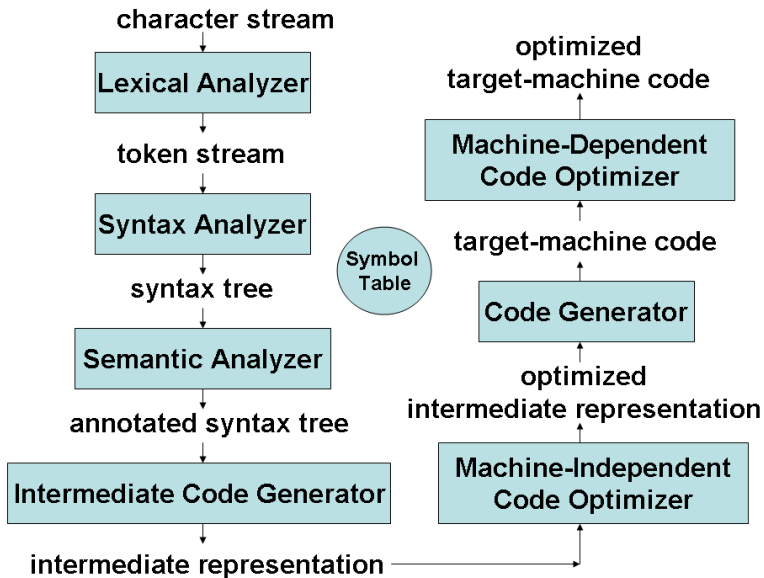 character stream
Lexical Analyzer
token stream
Syntax Analyzer
syntax tree
Semantic Analyzer
annotated syntax tree
Intermediate Code Generator
intermediate representation
Symbol
Table
optimized
target-machine code
Machine-Dependent
Code Optimizer
target-machine code
Code Generator
optimized
intermediate representation
Machine-Independent
Code Optimizer